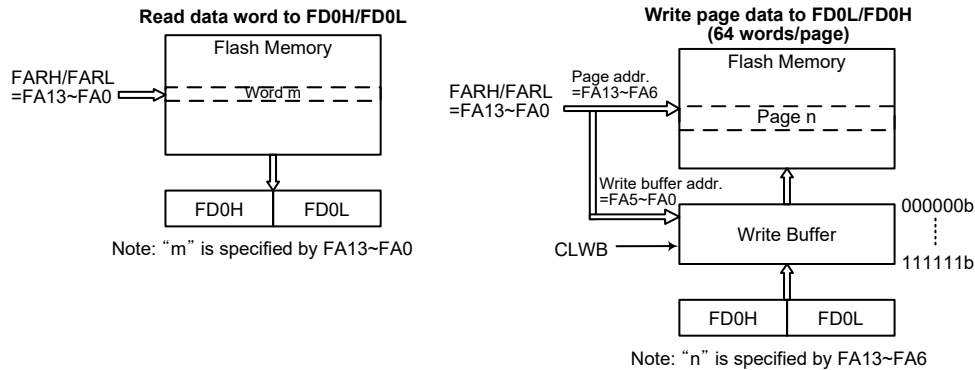 Read data word to FD0H/FD0L
Flash Memory
FARH/FARL
=FA13~FA0
Word m
FD0H
FD0L
Note: “m” is specified by FA13~FA0
Write page data to FD0L/FD0H
(64 words/page)
Flash Memory
FARH/FARL
=FA13~FA0
Page addr.
=FA13~FA6
Page n
Write buffer addr.
=FA5~FA0
CLWB
Write Buffer
000000b
111111b
FD0H
FD0L
Note: “n” is specified by FA13~FA6